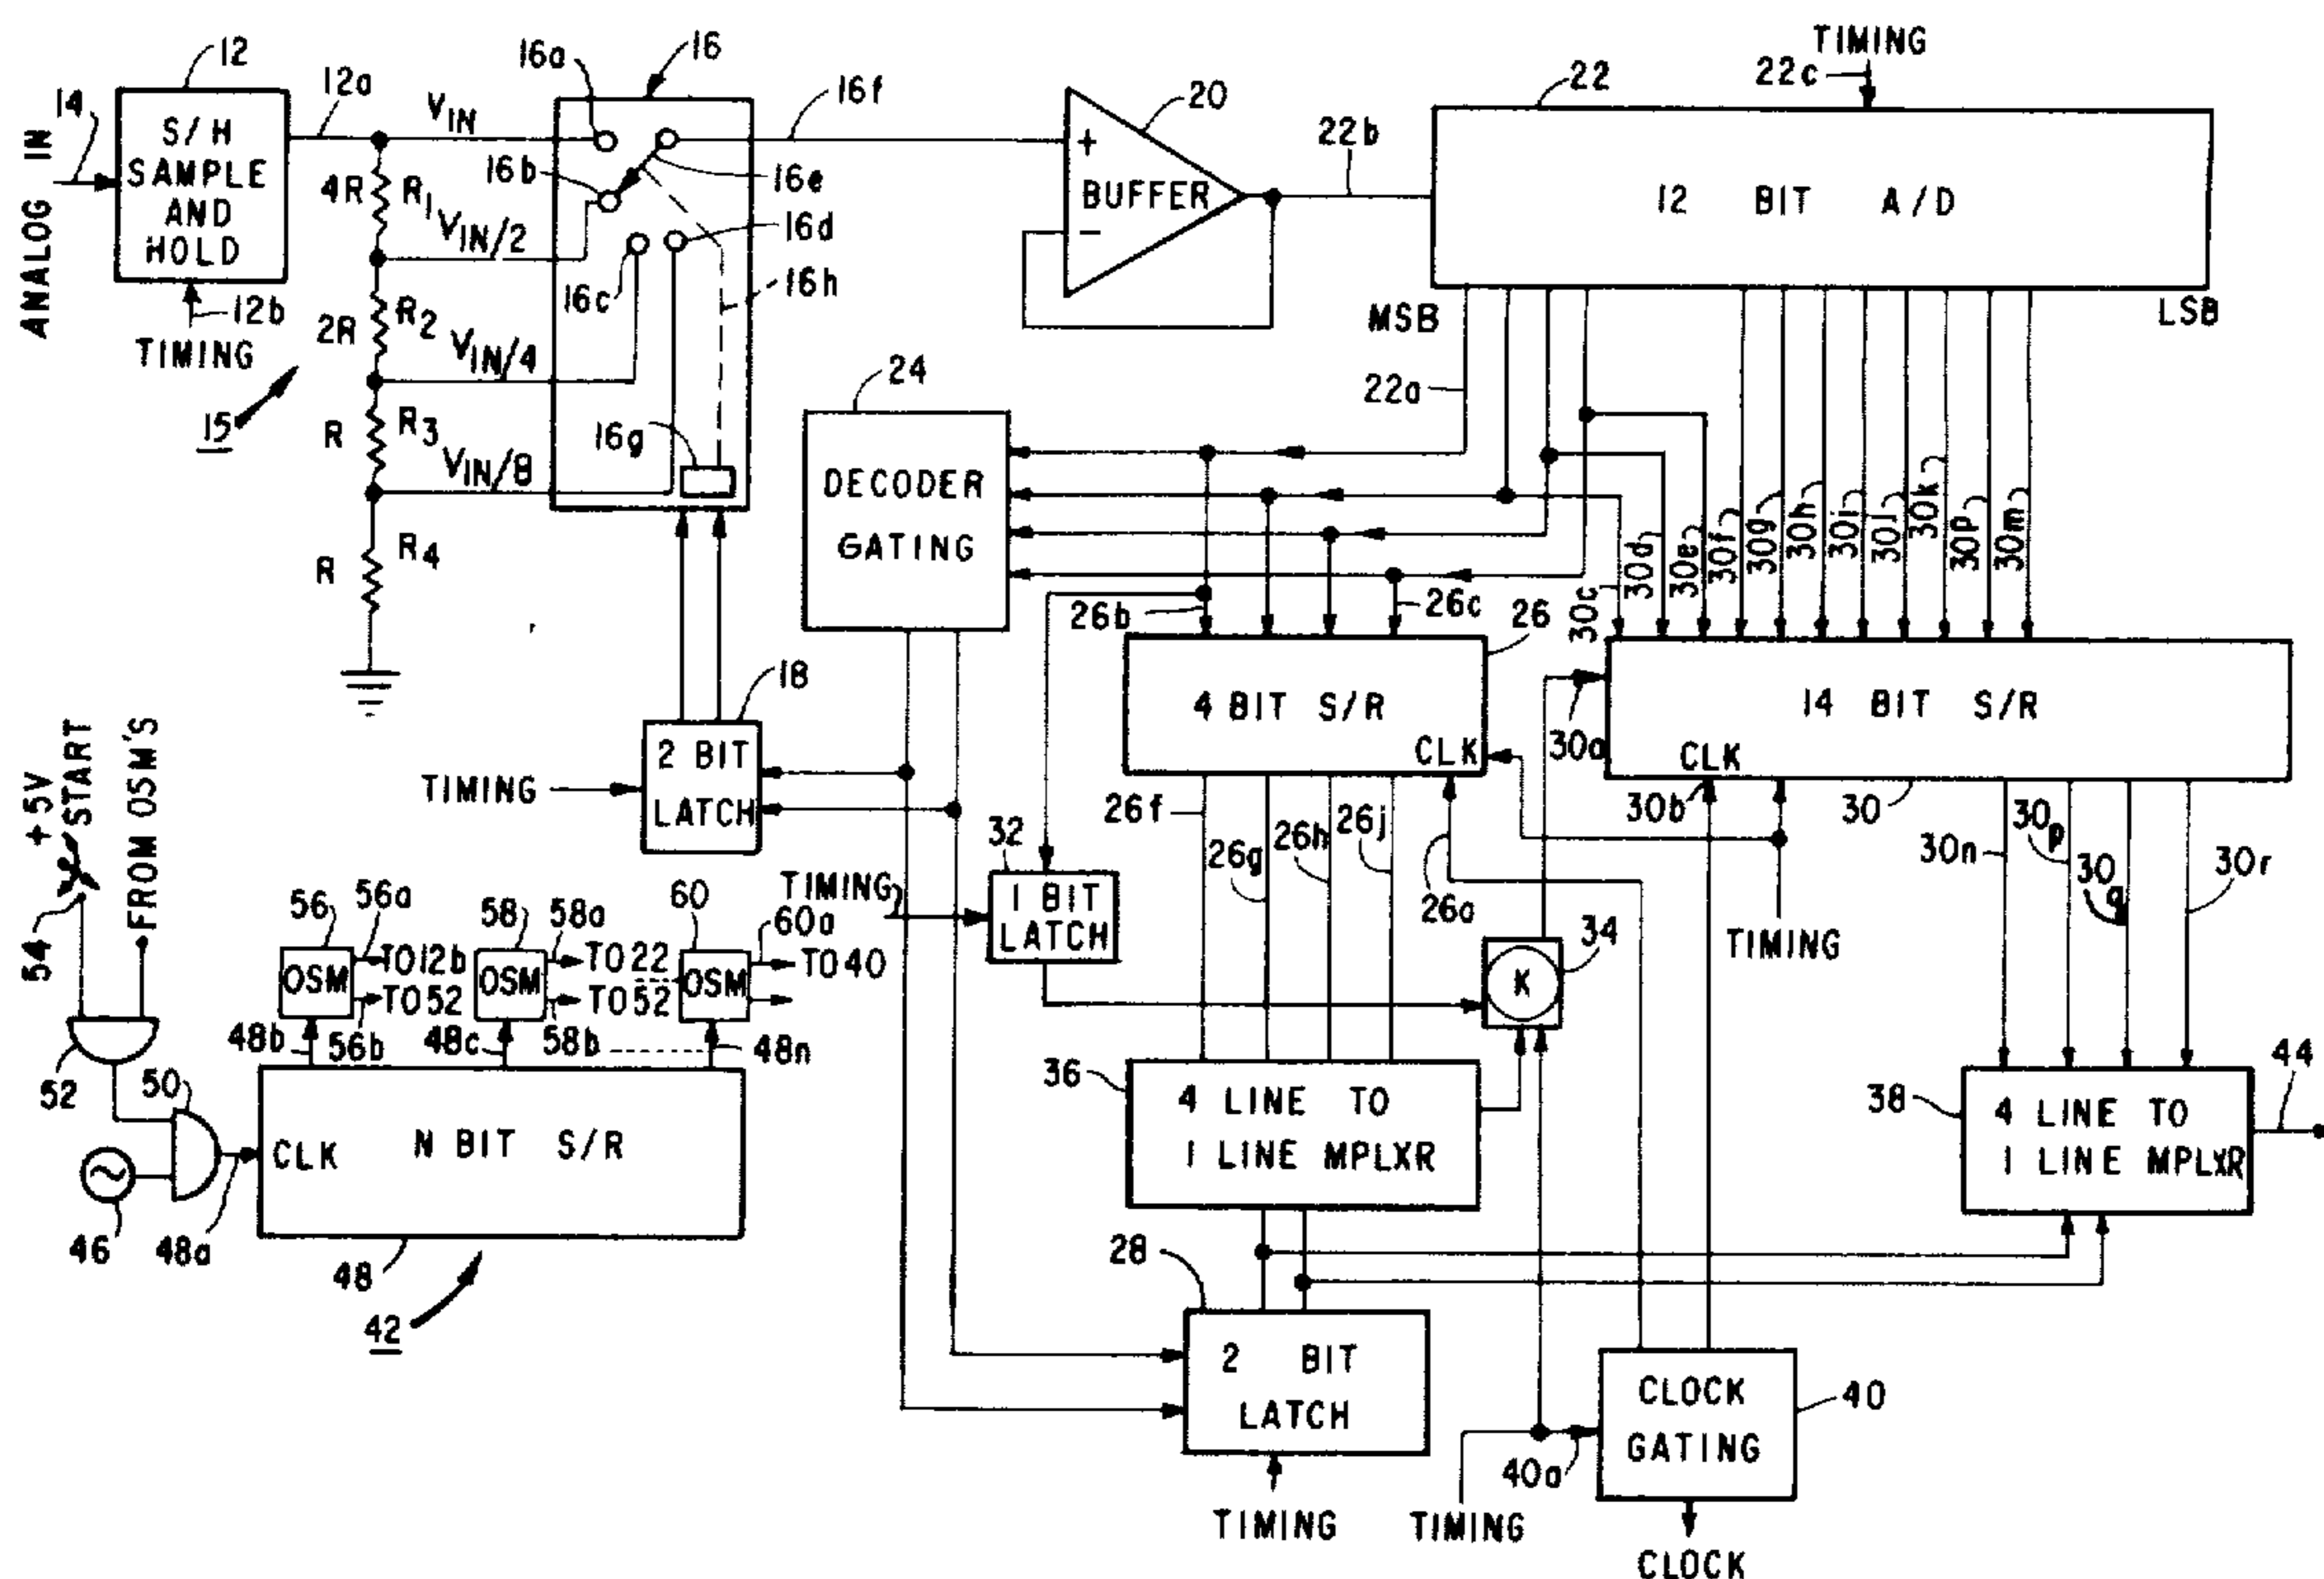 12
12a
14
ANALOG IN
S/H
SAMPLE
AND
HOLD
12b
TIMING
15
V_IN
4R
R1
V_IN/2
2R
R2
V_IN/4
R
R3
V_IN/8
R
R4
16a
16
16b
16e
16d
16c
16h
16g
16f
+
BUFFER
-
20
22b
22
TIMING
22c
12 BIT A/D
MSB
LSB
22a
24
DECODER
GATING
26b
26c
26
4 BIT S/R
CLK
30c
30d
30e
30f
30g
30h
30i
30j
30k
30p
30m
30a
14 BIT S/R
CLK
30b
30
18
2 BIT
LATCH
TIMING
+5V
START
FROM OSM'S
54
52
50
46
48a
56
56a
OSM
TO12b
TO52
56b
48b
58
58a
OSM
TO22
TO52
58b
48c
60
60a
OSM
TO40
48n
CLK
N BIT S/R
48
42
TIMING
32
1 BIT
LATCH
26f
26g
26h
26j
26a
34
K
TIMING
30n
30p
30q
30r
36
4 LINE TO
1 LINE MPLXR
38
4 LINE TO
1 LINE MPLXR
44
28
2 BIT
LATCH
TIMING
TIMING
40a
CLOCK
GATING
40
CLOCK